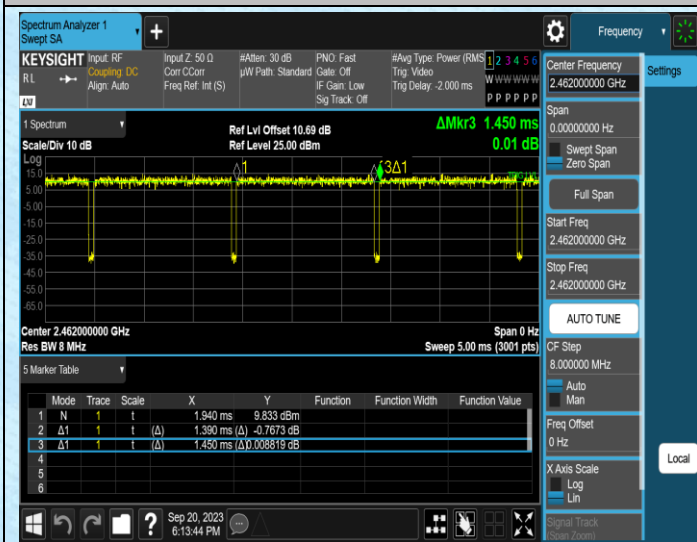 Spectrum Analyzer 1
Swept SA
+
Frequency
KEYSIGHT
RL
LXI
Input: RF
Coupling: DC
Align: Auto
Input Z: 50 Ω
Corr CCorr
Freq Ref: Int (S)
#Atten: 30 dB
µW Path: Standard
PNO: Fast
Gate: Off
IF Gain: Low
Sig Track: Off
#Avg Type: Power (RMS
Trig: Video
Trig Delay: -2.000 ms
1 2 3 4 5 6
W W W W W W
P P P P P P
1 Spectrum
Scale/Div 10 dB
Ref Lvl Offset 10.69 dB
Ref Level 25.00 dBm
ΔMkr3 1.450 ms
0.01 dB
Log
15.0
5.00
-5.00
-15.0
-25.0
-35.0
-45.0
-55.0
-65.0
1
3Δ1
Center 2.462000000 GHz
Res BW 8 MHz
Span 0 Hz
Sweep 5.00 ms (3001 pts)
5 Marker Table
Mode Trace Scale X Y Function Function Width Function Value
1 N 1 t 1.940 ms 9.833 dBm
2 Δ1 1 t (Δ) 1.390 ms (Δ) -0.7673 dB
3 Δ1 1 t (Δ) 1.450 ms (Δ)0.008819 dB
4
5
6
?
Sep 20, 2023
6:13:44 PM
Center Frequency
2.462000000 GHz
Span
0.00000000 Hz
Swept Span
Zero Span
Full Span
Start Freq
2.462000000 GHz
Stop Freq
2.462000000 GHz
AUTO TUNE
CF Step
8.000000 MHz
Auto
Man
Freq Offset
0 Hz
X Axis Scale
Log
Lin
Signal Track
(Span Zoom)
Settings
Local